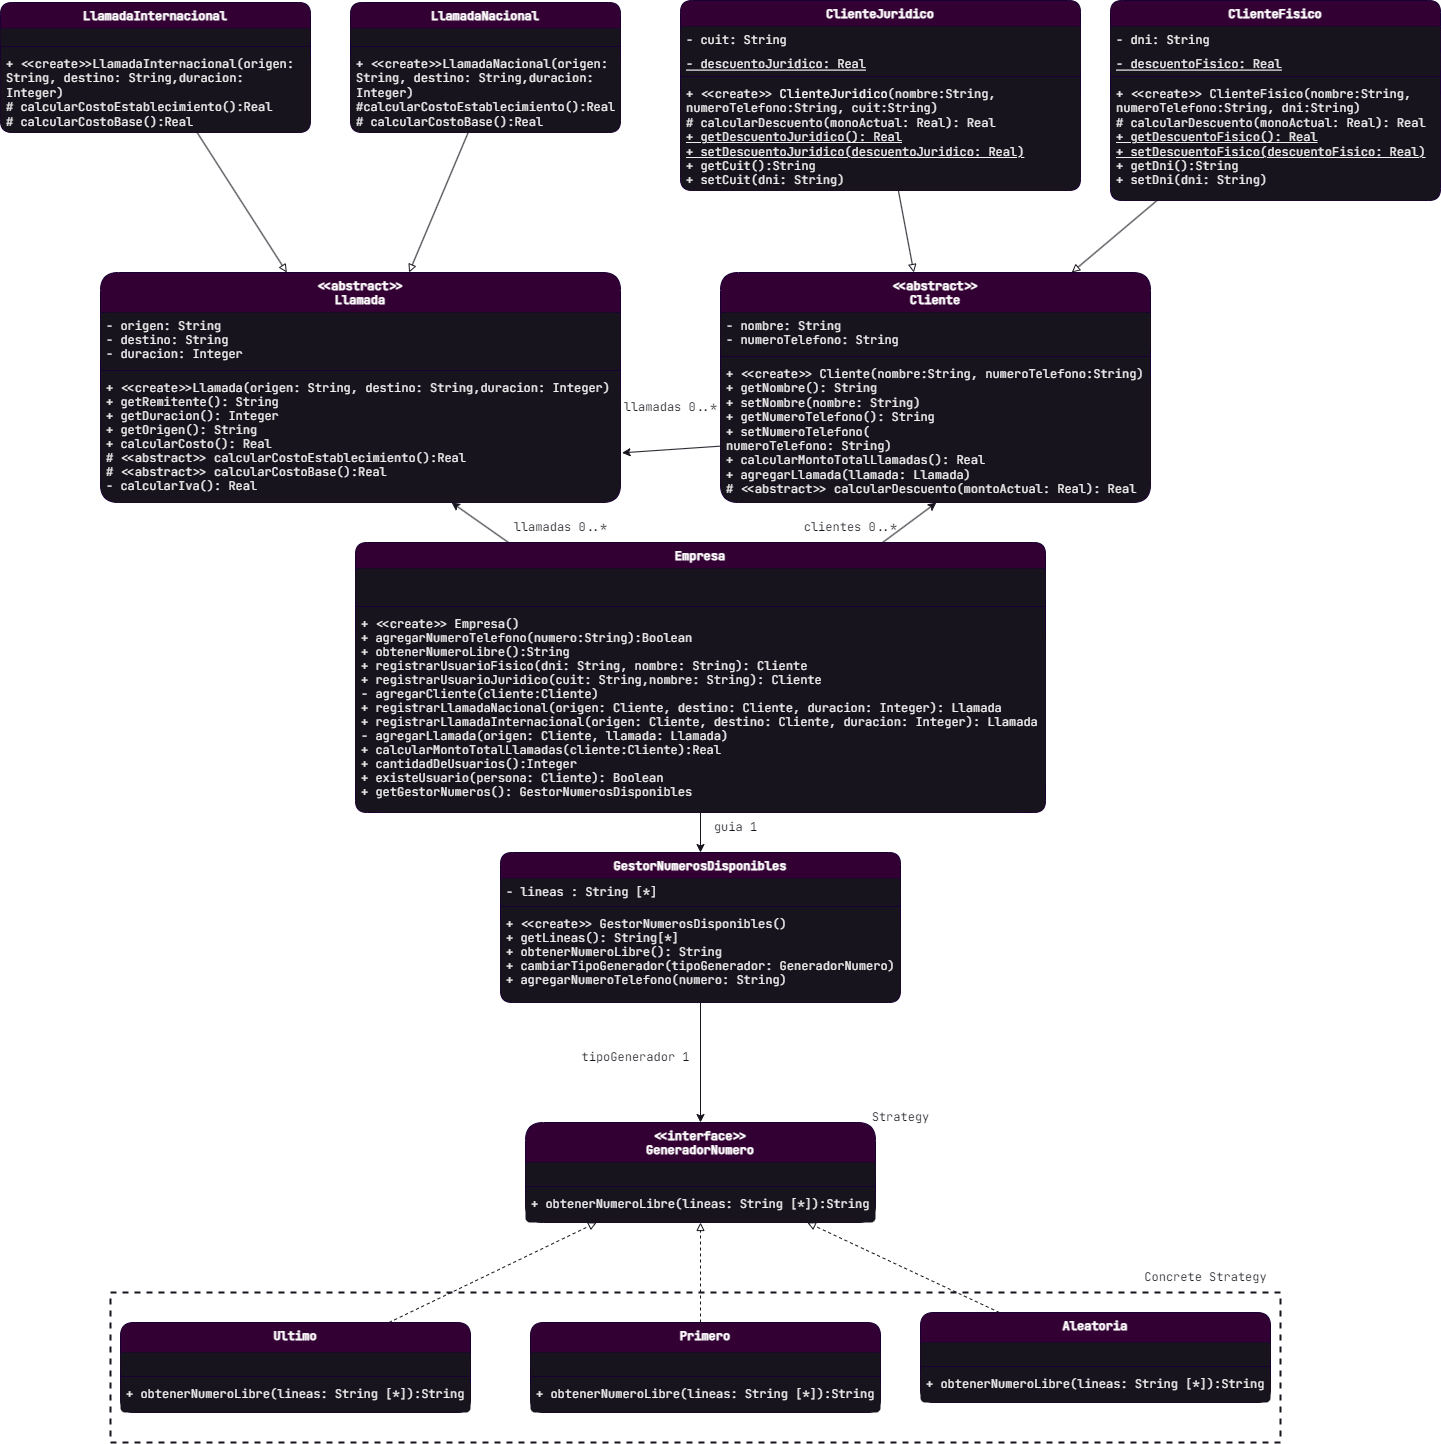 LlamadaInternacional
+ <<create>>LlamadaInternacional(origen:
String, destino: String,duracion:
Integer)
# calcularCostoEstablecimiento():Real
# calcularCostoBase():Real
LlamadaNacional
+ <<create>>LlamadaNacional(origen:
String, destino: String,duracion:
Integer)
#calcularCostoEstablecimiento():Real
# calcularCostoBase():Real
ClienteJuridico
- cuit: String
- descuentoJuridico: Real
+ <<create>> ClienteJuridico(nombre:String,
numeroTelefono:String, cuit:String)
# calcularDescuento(monoActual: Real): Real
+ getDescuentoJuridico(): Real
+ setDescuentoJuridico(descuentoJuridico: Real)
+ getCuit():String
+ setCuit(dni: String)
ClienteFisico
- dni: String
- descuentoFisico: Real
+ <<create>> ClienteFisico(nombre:String,
numeroTelefono:String, dni:String)
# calcularDescuento(monoActual: Real): Real
+ getDescuentoFisico(): Real
+ setDescuentoFisico(descuentoFisico: Real)
+ getDni():String
+ setDni(dni: String)
<<abstract>>
Llamada
- origen: String
- destino: String
- duracion: Integer
+ <<create>>Llamada(origen: String, destino: String,duracion: Integer)
+ getRemitente(): String
+ getDuracion(): Integer
+ getOrigen(): String
+ calcularCosto(): Real
# <<abstract>> calcularCostoEstablecimiento():Real
# <<abstract>> calcularCostoBase():Real
- calcularIva(): Real
llamadas 0..*
<<abstract>>
Cliente
- nombre: String
- numeroTelefono: String
+ <<create>> Cliente(nombre:String, numeroTelefono:String)
+ getNombre(): String
+ setNombre(nombre: String)
+ getNumeroTelefono(): String
+ setNumeroTelefono(
numeroTelefono: String)
+ calcularMontoTotalLlamadas(): Real
+ agregarLlamada(llamada: Llamada)
# <<abstract>> calcularDescuento(montoActual: Real): Real
llamadas 0..*
clientes 0..*
Empresa
+ <<create>> Empresa()
+ agregarNumeroTelefono(numero:String):Boolean
+ obtenerNumeroLibre():String
+ registrarUsuarioFisico(dni: String, nombre: String): Cliente
+ registrarUsuarioJuridico(cuit: String,nombre: String): Cliente
- agregarCliente(cliente:Cliente)
+ registrarLlamadaNacional(origen: Cliente, destino: Cliente, duracion: Integer): Llamada
+ registrarLlamadaInternacional(origen: Cliente, destino: Cliente, duracion: Integer): Llamada
- agregarLlamada(origen: Cliente, llamada: Llamada)
+ calcularMontoTotalLlamadas(cliente:Cliente):Real
+ cantidadDeUsuarios():Integer
+ existeUsuario(persona: Cliente): Boolean
+ getGestorNumeros(): GestorNumerosDisponibles
guia 1
GestorNumerosDisponibles
- lineas : String [*]
+ <<create>> GestorNumerosDisponibles()
+ getLineas(): String[*]
+ obtenerNumeroLibre(): String
+ cambiarTipoGenerador(tipoGenerador: GeneradorNumero)
+ agregarNumeroTelefono(numero: String)
tipoGenerador 1
Strategy
<<interface>>
GeneradorNumero
+ obtenerNumeroLibre(lineas: String [*]):String
Concrete Strategy
Ultimo
+ obtenerNumeroLibre(lineas: String [*]):String
Primero
+ obtenerNumeroLibre(lineas: String [*]):String
Aleatoria
+ obtenerNumeroLibre(lineas: String [*]):String